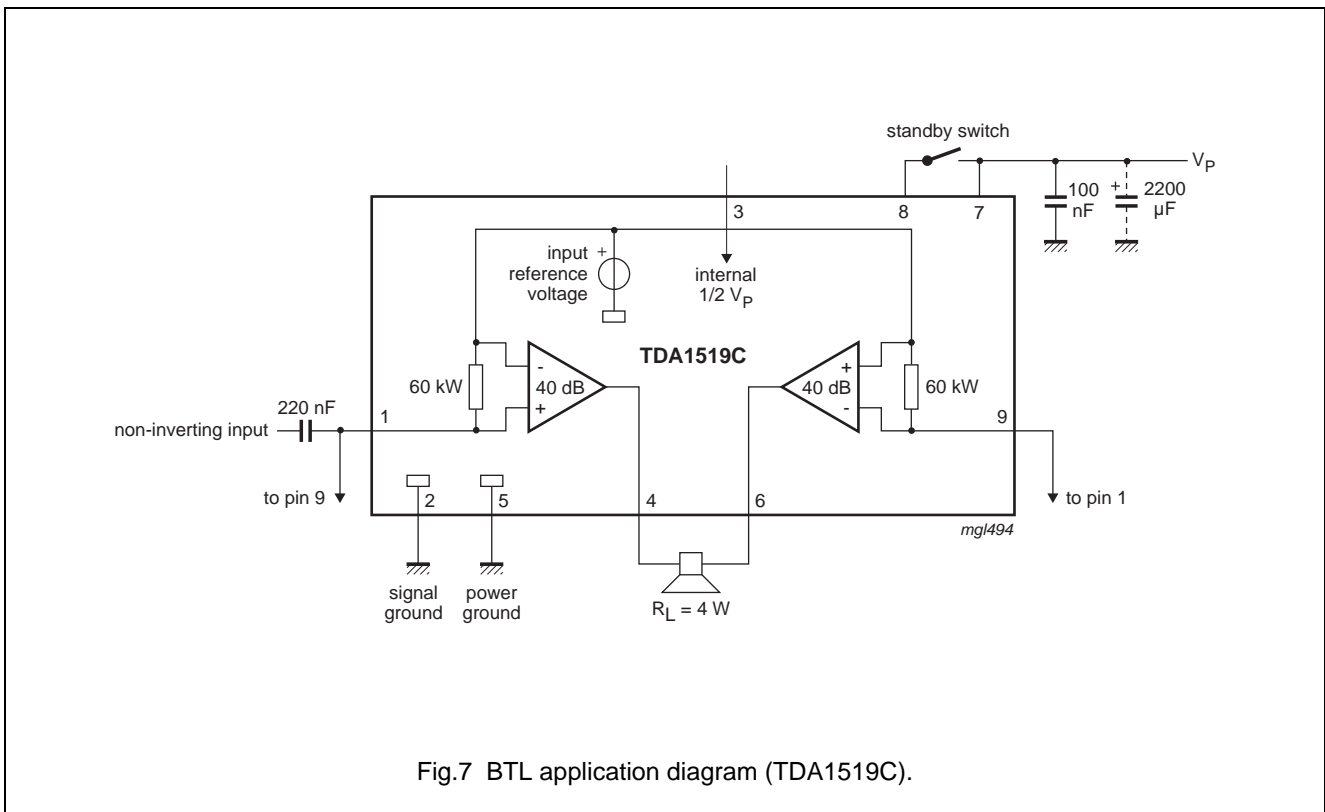 standby switch
V_P
100
nF
+
2200
µF
3
8
7
input
reference
voltage
+
internal
1/2 V_P
TDA1519C
60 kW
-
+
40 dB
+
-
40 dB
60 kW
220 nF
non-inverting input
1
9
to pin 9
2
5
4
6
to pin 1
mgl494
signal
ground
power
ground
R_L = 4 W
Fig.7 BTL application diagram (TDA1519C).